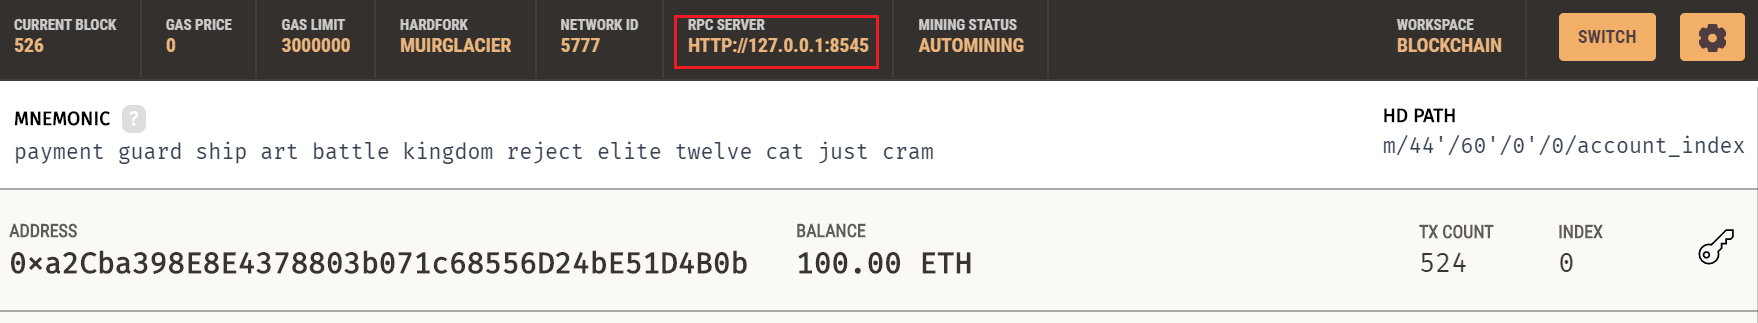 CURRENT BLOCK GAS PRICE GAS LIMIT HARDFORK NETWORK ID RPC SERVER MINING STATUS WORKSPACE
526 0 3000000 MUIRGLACIER 5777 HTTP://127.0.0.1:8545 AUTOMINING BLOCKCHAIN SWITCH
MNEMONIC ? HD PATH
payment guard ship art battle kingdom reject elite twelve cat just cram m/44'/60'/0'/0/account_index
ADDRESS BALANCE TX COUNT INDEX
0×a2Cba398E8E4378803b071c68556D24bE51D4B0b 100.00 ETH 524 0